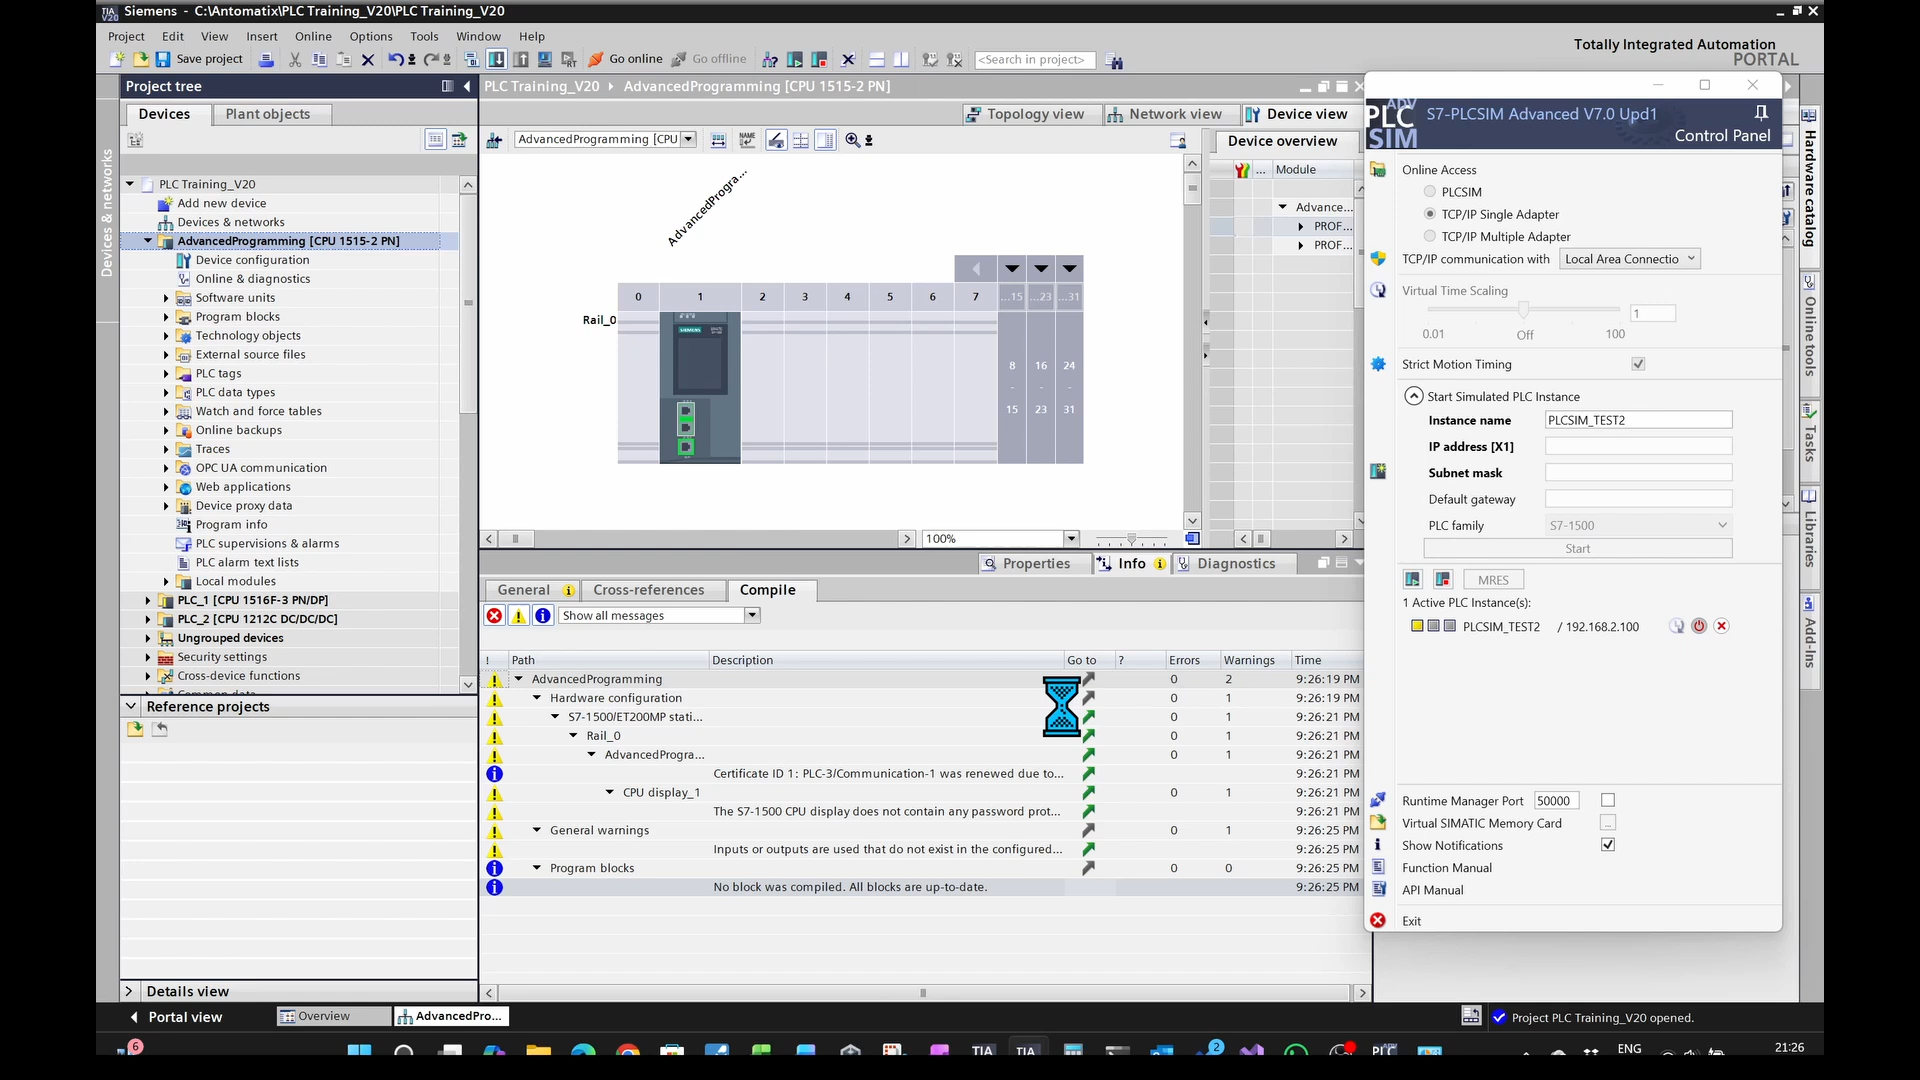 Siemens - C:\Antomatix\PLC Training_V20\PLC Training_V20
Project Edit View Insert Online Options Tools Window Help
Totally Integrated Automation
PORTAL
Save project
Go online
Go offline
<Search in project>
Project tree
Devices
Plant objects
Devices & networks
PLC Training_V20
Add new device
Devices & networks
AdvancedProgramming [CPU 1515-2 PN]
Device configuration
Online & diagnostics
Software units
Program blocks
Technology objects
External source files
PLC tags
PLC data types
Watch and force tables
Online backups
Traces
OPC UA communication
Web applications
Device proxy data
Program info
PLC supervisions & alarms
PLC alarm text lists
Local modules
PLC_1 [CPU 1516F-3 PN/DP]
PLC_2 [CPU 1212C DC/DC/DC]
Ungrouped devices
Security settings
Cross-device functions
Reference projects
Details view
PLC Training_V20 AdvancedProgramming [CPU 1515-2 PN]
Topology view
Network view
Device view
AdvancedProgramming [CPU
NAME
Device overview
... Module
Advance...
PROF...
PROF...
AdvancedProgra...
0 1 2 3 4 5 6 7 ...15 ...23 ...31
Rail_0
SIEMENS
8 16 24
- - -
15 23 31
100%
Properties
Info
Diagnostics
General
Cross-references
Compile
Show all messages
! Path Description Go to ? Errors Warnings Time
AdvancedProgramming 0 2 9:26:19 PM
Hardware configuration 0 1 9:26:19 PM
S7-1500/ET200MP stati... 0 1 9:26:21 PM
Rail_0 0 1 9:26:21 PM
AdvancedProgra... 0 1 9:26:21 PM
Certificate ID 1: PLC-3/Communication-1 was renewed due to... 9:26:21 PM
CPU display_1 0 1 9:26:21 PM
The S7-1500 CPU display does not contain any password prot... 9:26:21 PM
General warnings 0 1 9:26:25 PM
Inputs or outputs are used that do not exist in the configured... 9:26:25 PM
Program blocks 0 0 9:26:25 PM
No block was compiled. All blocks are up-to-date. 9:26:25 PM
PLC ADV
SIM
S7-PLCSIM Advanced V7.0 Upd1
Control Panel
Online Access
PLCSIM
TCP/IP Single Adapter
TCP/IP Multiple Adapter
TCP/IP communication with Local Area Connectio
Virtual Time Scaling
1
0.01 Off 100
Strict Motion Timing
Start Simulated PLC Instance
Instance name PLCSIM_TEST2
IP address [X1]
Subnet mask
Default gateway
PLC family S7-1500
Start
MRES
1 Active PLC Instance(s):
PLCSIM_TEST2 / 192.168.2.100
Runtime Manager Port 50000
Virtual SIMATIC Memory Card ...
Show Notifications
Function Manual
API Manual
Exit
Hardware catalog
Online tools
Tasks
Libraries
Add-Ins
Portal view
Overview
AdvancedPro...
Project PLC Training_V20 opened.
6
TIA
TIA
2
PLC
ENG
21:26